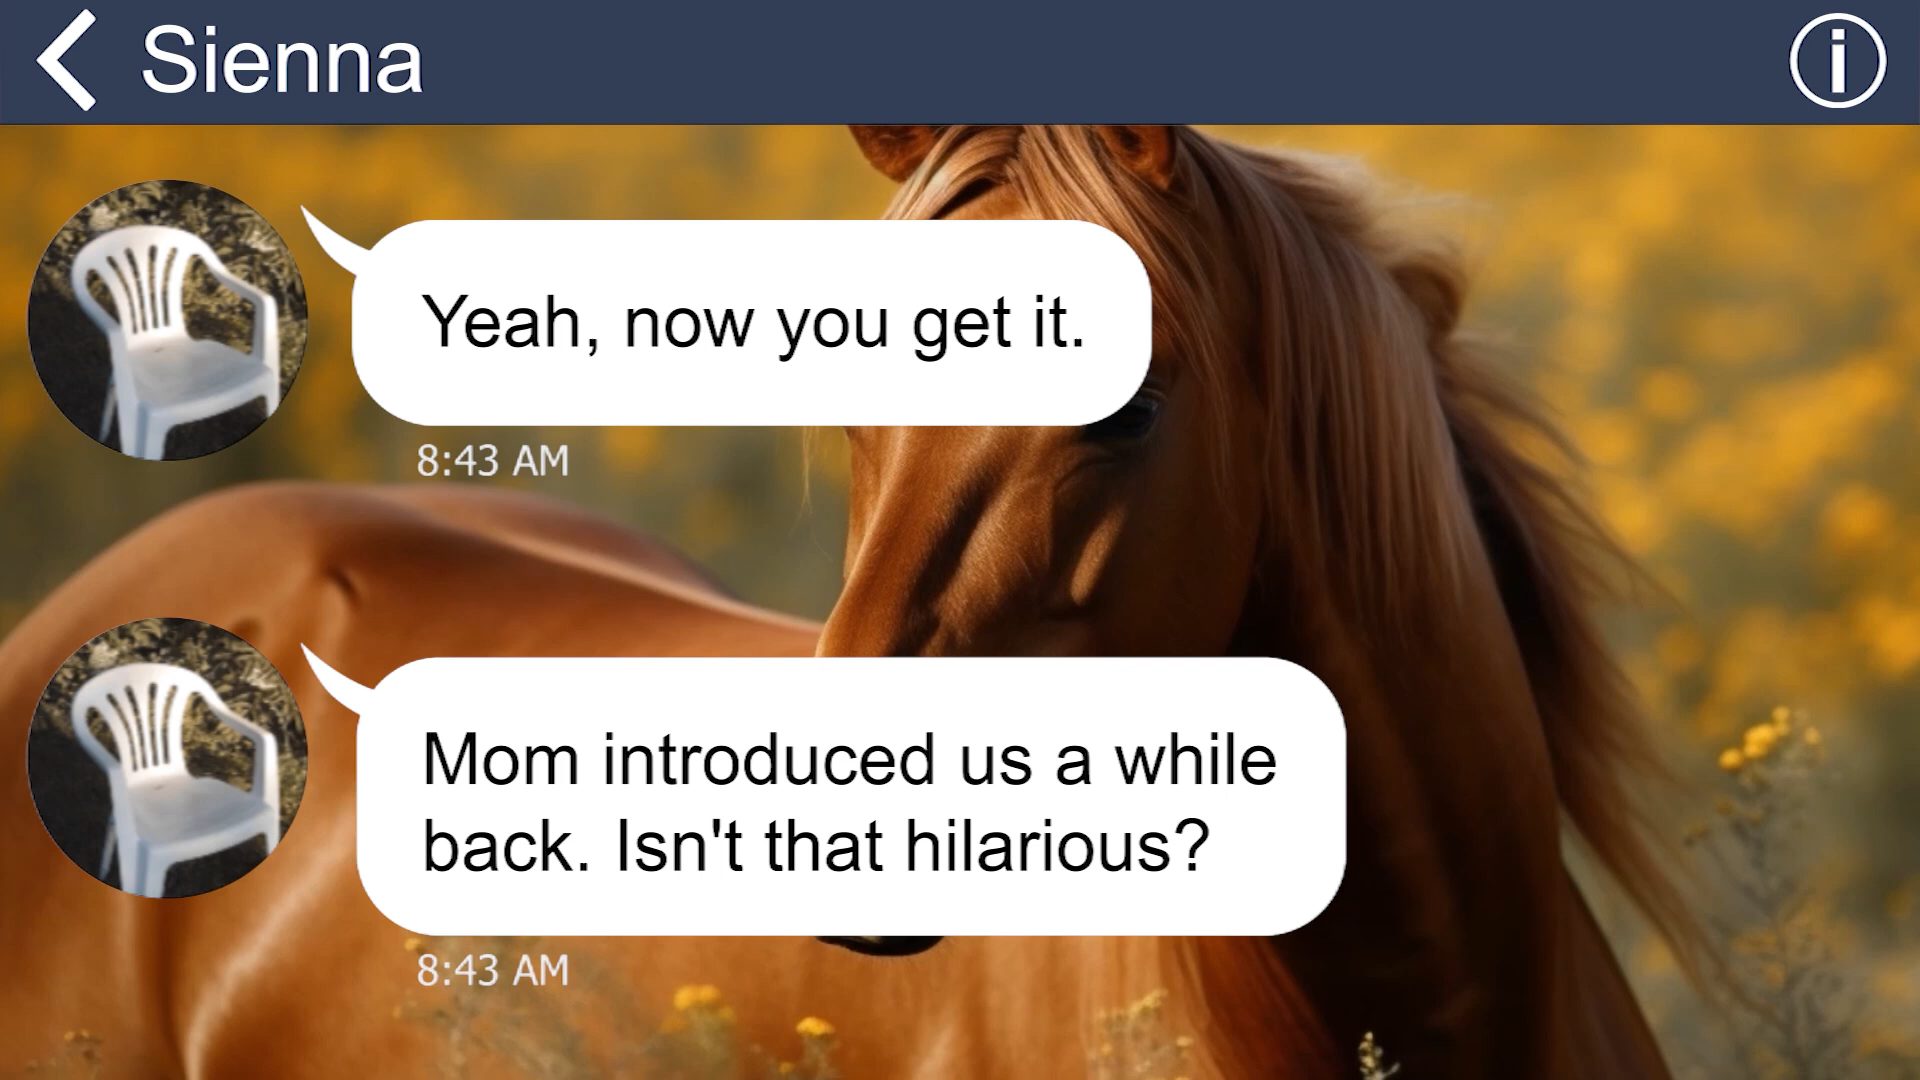 Sienna
Yeah, now you get it.
8:43 AM
Mom introduced us a while
back. Isn't that hilarious?
8:43 AM